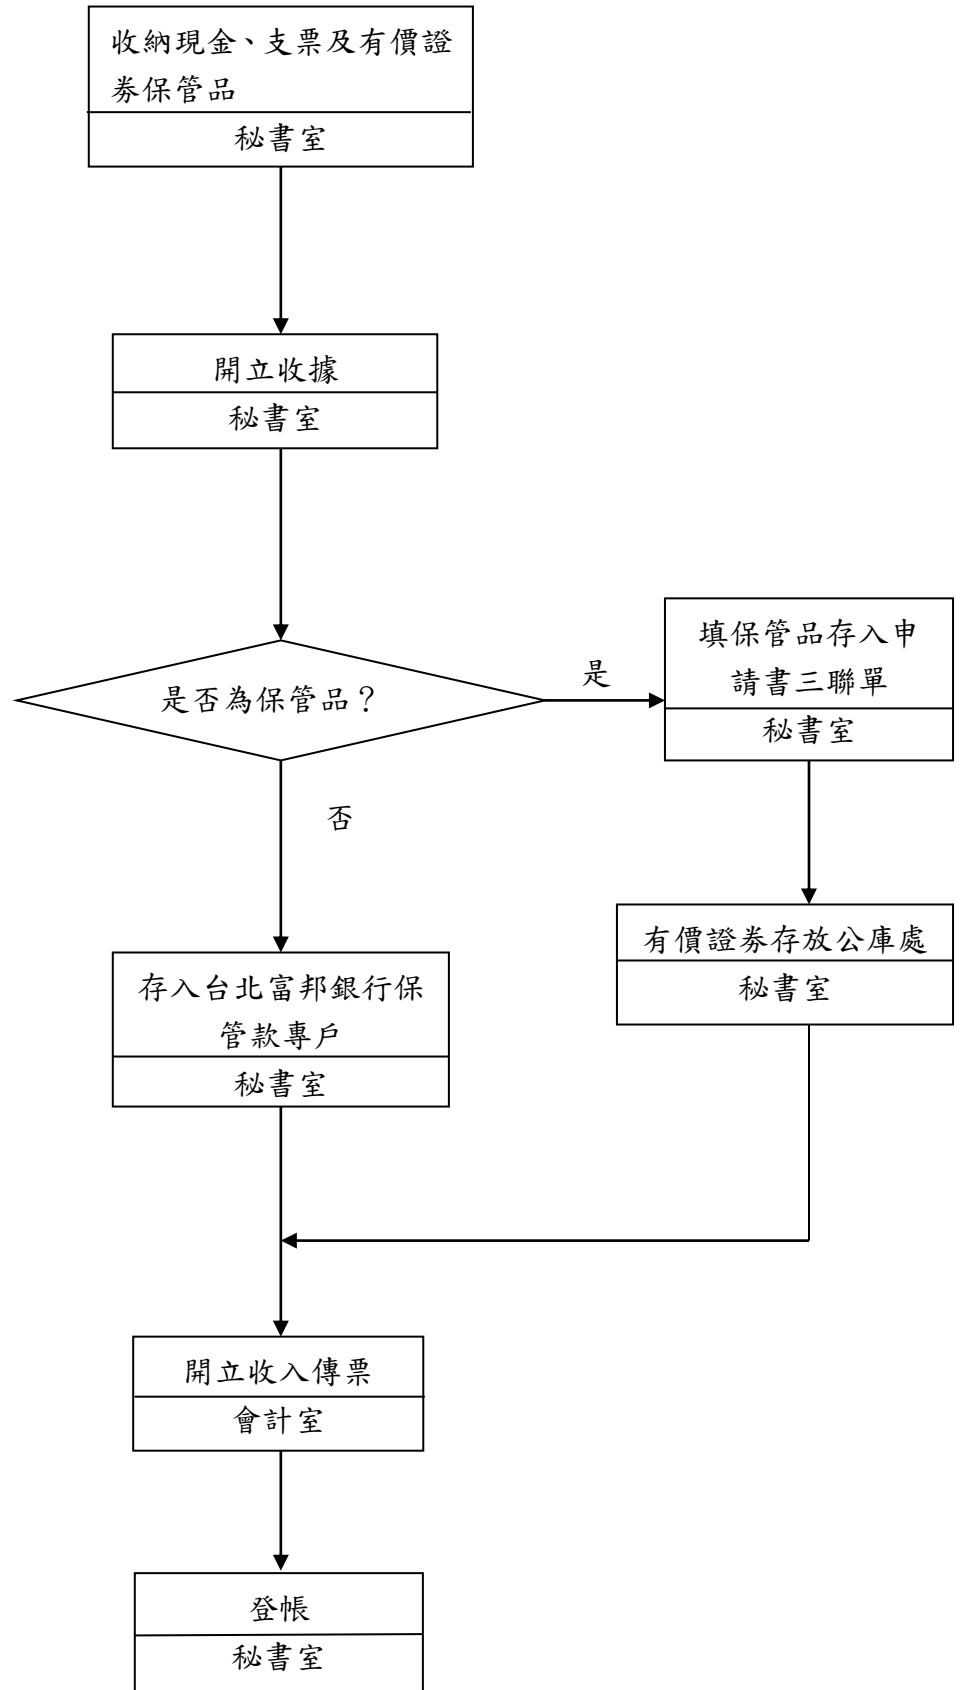 收納現金、支票及有價證
券保管品
秘書室
開立收據
秘書室
是否為保管品？
是
填保管品存入申
請書三聯單
秘書室
否
有價證券存放公庫處
秘書室
存入台北富邦銀行保
管款專戶
秘書室
開立收入傳票
會計室
登帳
秘書室